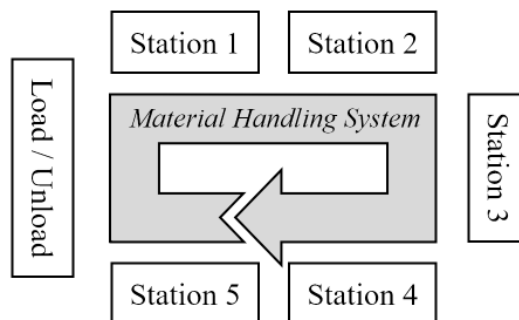 Station 1
Station 2
Load / Unload
Material Handling System
Station 3
Station 5
Station 4